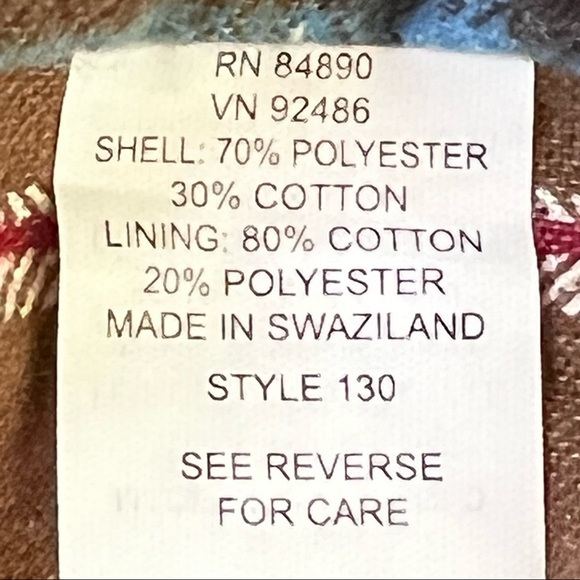 RN 84890
VN 92486
SHELL: 70% POLYESTER
30% COTTON
LINING: 80% COTTON
20% POLYESTER
MADE IN SWAZILAND
STYLE 130
SEE REVERSE
FOR CARE